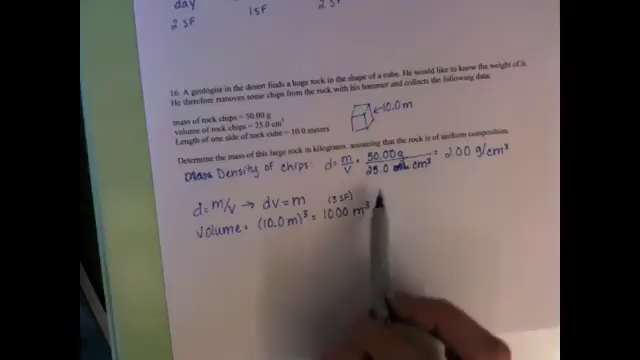 day
2 SF
1 SF
2 SF
16. A geologist in the desert finds a huge rock in the shape of a cube. He would like to know the weight of it.
He therefore removes some chips from the rock with his hammer and collects the following data:
mass of rock chips = 50.00 g
volume of rock chips = 25.0 cm³
Length of one side of rock cube = 10.0 meters
←10.0m
Determine the mass of this large rock in kilograms, assuming that the rock is of uniform composition.
Density of chips: d = m/v · 50.00g / 25.0 cm³ = 2.00 g/cm³
d = m/v → dv = m
(3 SF)
Volume = (10.0 m)³ = 1000 m³